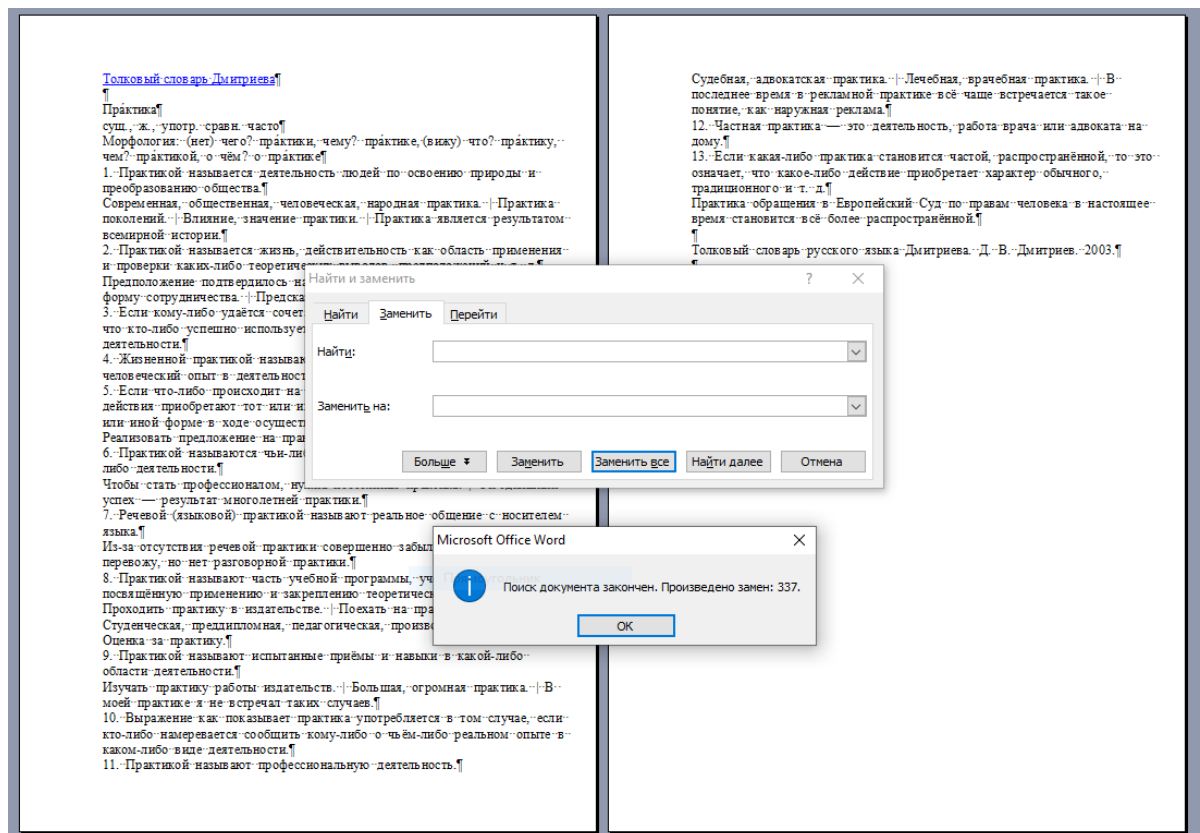 Толковый словарь Дмитриева¶
¶
Пра́ктика¶
сущ., ж., употр. сравн. часто¶
Морфология: (нет) чего? пра́ктики, чему? пра́ктике, (вижу) что? пра́ктику,
чем? пра́ктикой, о чём? о пра́ктике¶
1. Практикой называется деятельность людей по освоению природы и
преобразованию общества.¶
Современная, общественная, человеческая, народная практика. | Практика
поколений. | Влияние, значение практики. | Практика является результатом
всемирной истории.¶
2. Практикой называется жизнь, действительность как область применения
и проверки каких-либо теоретических
Предположение подтвердилось на
форму сотрудничества. | Предска
3. Если кому-либо удаётся сочет
что кто-либо успешно используе
деятельности.¶
4. Жизненной практикой называю
человеческий опыт в деятельност
5. Если что-либо происходит на
действия приобретают тот или и
или иной форме в ходе осущест
Реализовать предложение на пра
6. Практикой называются чьи-ли
либо деятельности.¶
Чтобы стать профессионалом, ну
успех — результат многолетней практики.¶
7. Речевой (языковой) практикой называют реальное общение с носителем
языка.¶
Из-за отсутствия речевой практики совершенно забыл
перевожу, но нет разговорной практики.¶
8. Практикой называют часть учебной программы, уч
посвящённую применению и закреплению теоретичес
Проходить практику в издательстве. | Поехать на пра
Студенческая, преддипломная, педагогическая, произв
Оценка за практику.¶
9. Практикой называют испытанные приёмы и навыки в какой-либо
области деятельности.¶
Изучать практику работы издательств. | Большая, огромная практика. | В
моей практике я не встречал таких случаев.¶
10. Выражение как показывает практика употребляется в том случае, если
кто-либо намеревается сообщить кому-либо о чьём-либо реальном опыте в
каком-либо виде деятельности.¶
11. Практикой называют профессиональную деятельность.¶
Судебная, адвокатская практика. | Лечебная, врачебная практика. | В
последнее время в рекламной практике всё чаще встречается такое
понятие, как наружная реклама.¶
12. Частная практика — это деятельность, работа врача или адвоката на
дому.¶
13. Если какая-либо практика становится частой, распространённой, то это
означает, что какое-либо действие приобретает характер обычного,
традиционного и т. д.¶
Практика обращения в Европейский Суд по правам человека в настоящее
время становится всё более распространённой.¶
¶
Толковый словарь русского языка Дмитриева. Д. В. Дмитриев. 2003.¶
Найти и заменить
?
Найти Заменить Перейти
Найти:
Заменить на:
Больше Заменить Заменить все Найти далее Отмена
Microsoft Office Word
Поиск документа закончен. Произведено замен: 337.
OK